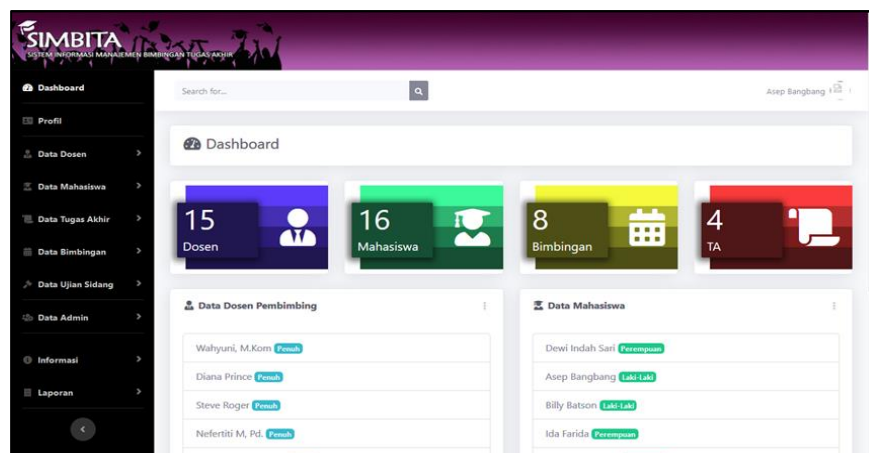 SIMBITA
SISTEM INFORMASI MANAJEMEN BIMBINGAN TUGAS AKHIR
Dashboard
Profil
Data Dosen
Data Mahasiswa
Data Tugas Akhir
Data Bimbingan
Data Ujian Sidang
Data Admin
Informasi
Laporan
Search for...
Asep Bangbang
Dashboard
15
Dosen
16
Mahasiswa
8
Bimbingan
4
TA
Data Dosen Pembimbing
Wahyuni, M.Kom Penuh
Diana Prince Penuh
Steve Roger Penuh
Nefertiti M, Pd. Penuh
Data Mahasiswa
Dewi Indah Sari Perempuan
Asep Bangbang Laki-Laki
Billy Batson Laki-Laki
Ida Farida Perempuan